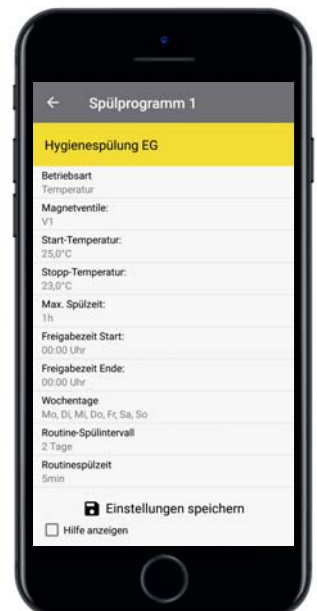 Spülprogramm 1
Hygienespülung EG
Betriebsart
Temperatur
Magnetventile:
V1
Start-Temperatur:
25,0°C
Stopp-Temperatur:
23,0°C
Max. Spülzeit:
1h
Freigabezeit Start:
00:00 Uhr
Freigabezeit Ende:
00:00 Uhr
Wochentage
Mo, Di, Mi, Do, Fr, Sa, So
Routine-Spülintervall
2 Tage
Routinespülzeit
5min
Einstellungen speichern
Hilfe anzeigen